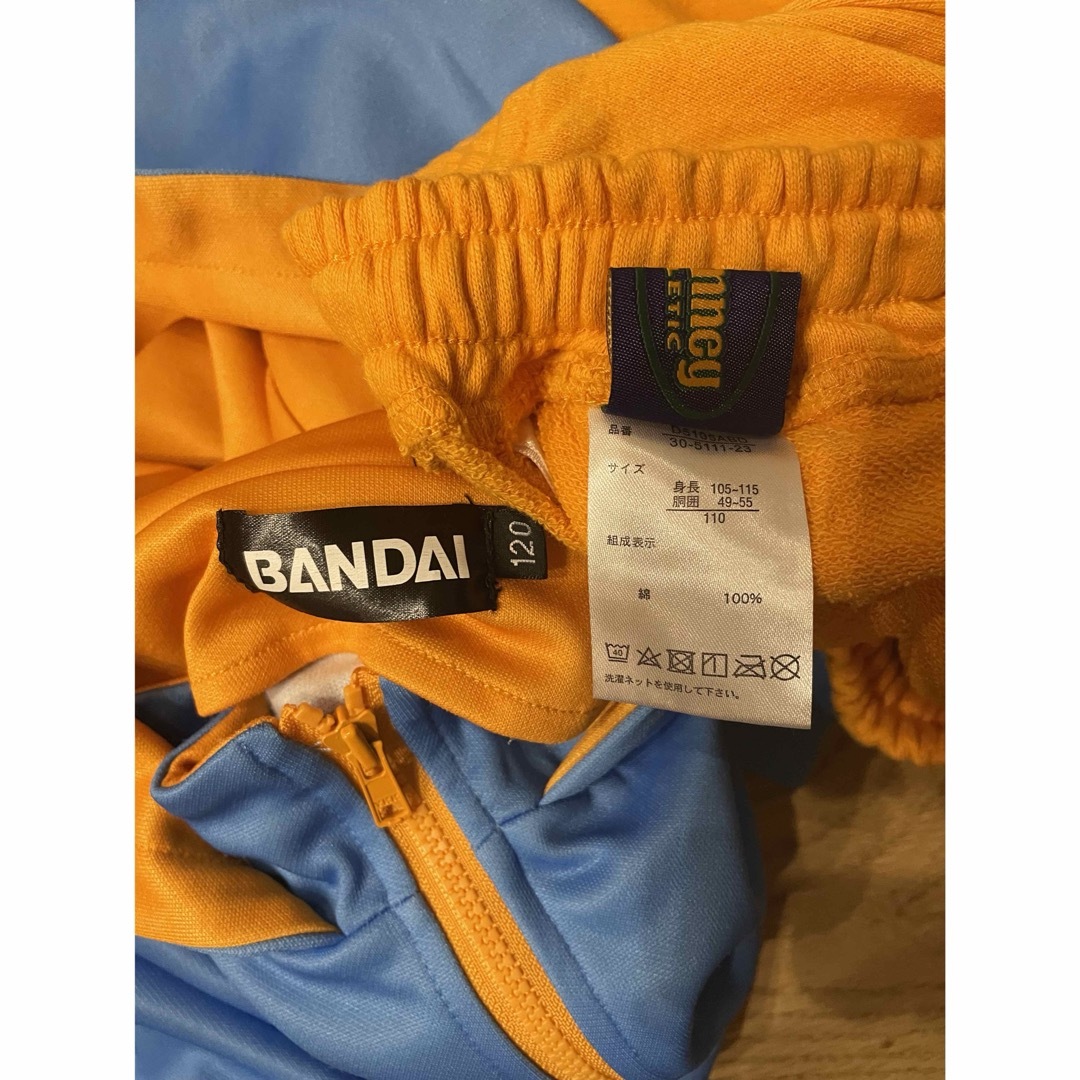 BANDAI
120
品番
30-5111-23
サイズ
身長 105~115
胴囲 49~55
110
組成表示
綿 100%
40
1
洗濯ネットを使用して下さい。